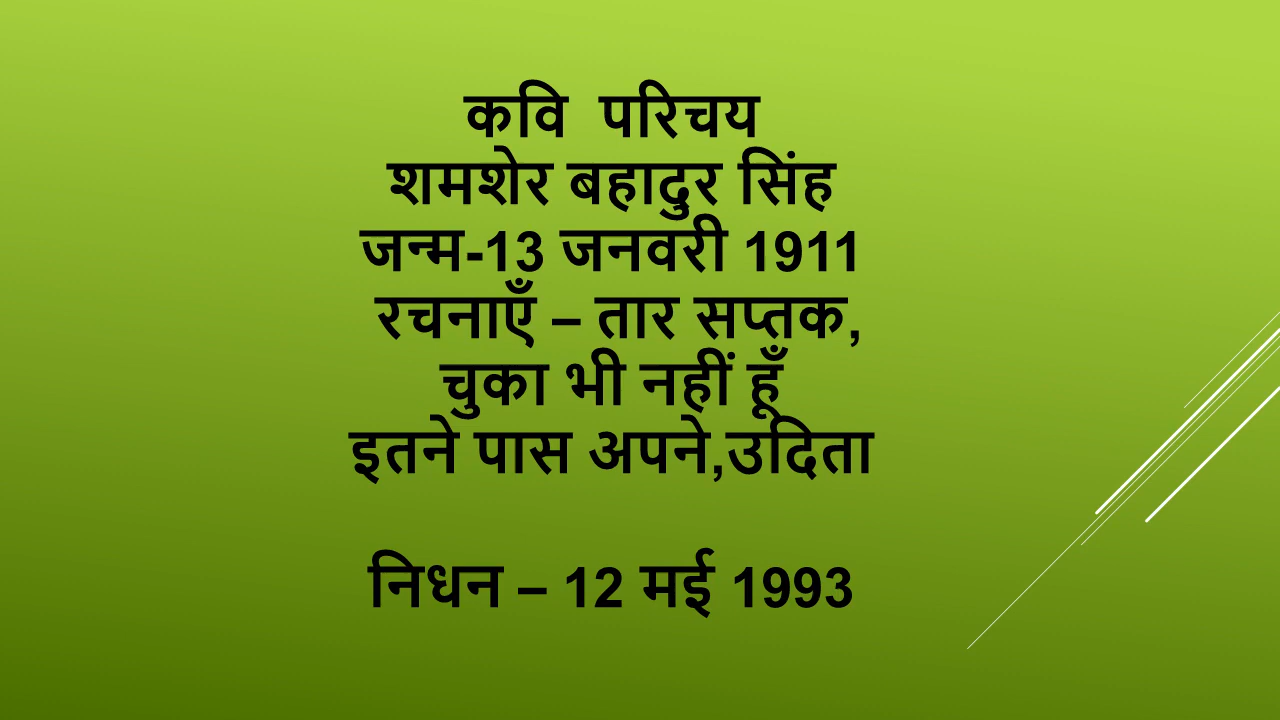 कवि  परिचय
शमशेर बहादुर सिंह
जन्म-13 जनवरी 1911
रचनाएँ – तार सप्तक,
चुका भी नहीं हूँ
इतने पास अपने,उदिता
निधन – 12 मई 1993